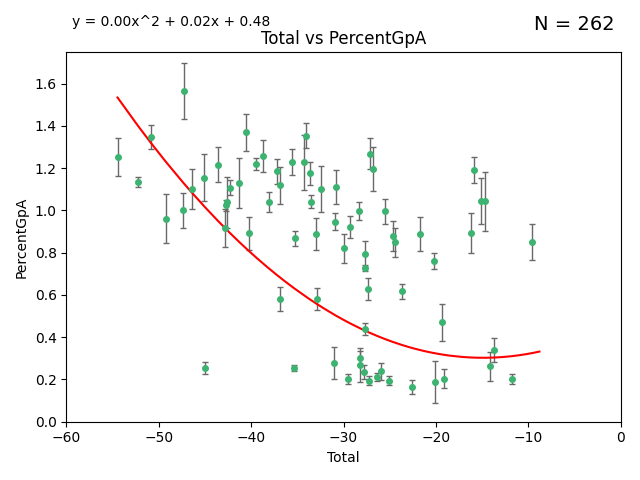 y = 0.00x^2 + 0.02x + 0.48
N = 262
Total vs PercentGpA
PercentGpA
1.6
1.4
1.2
1.0
0.8
0.6
0.4
0.2
0.0
−60 −50 −40 −30 −20 −10 0
Total